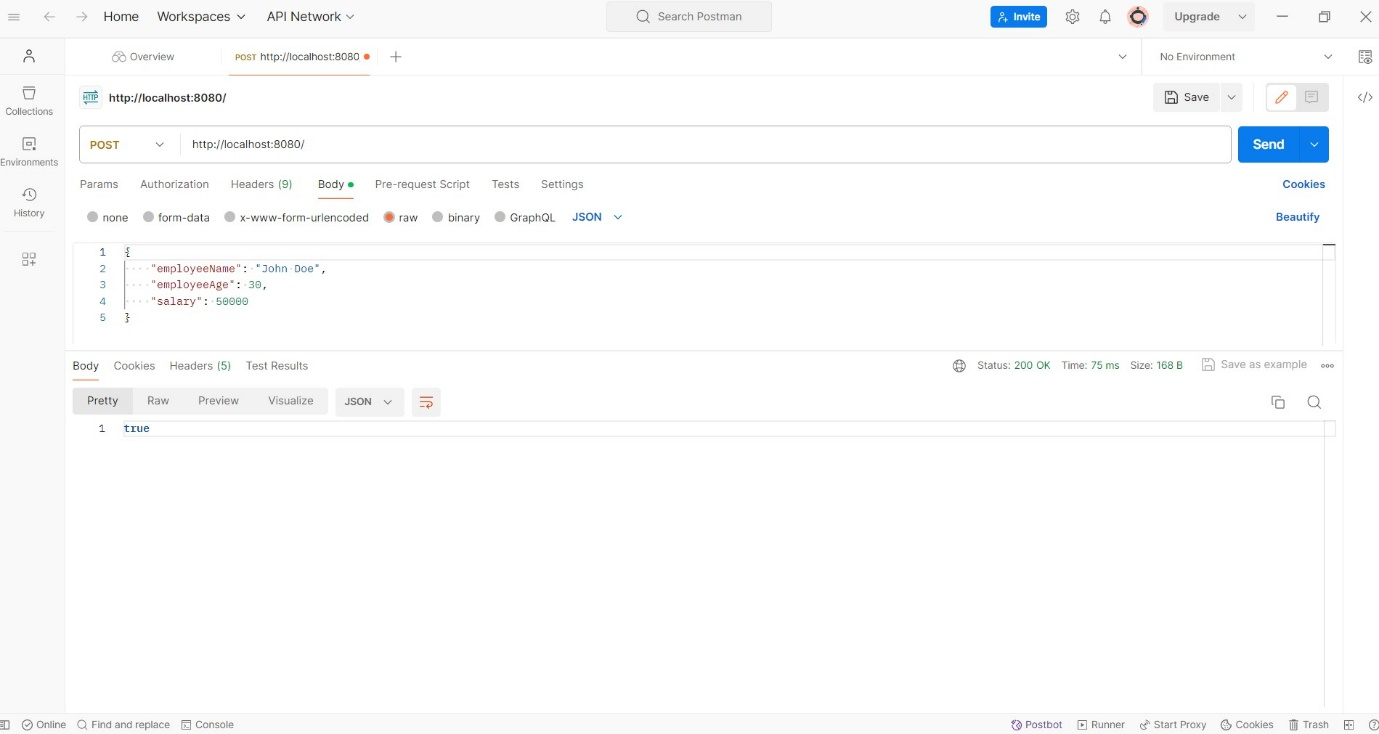 Home Workspaces API Network Search Postman Invite Upgrade
Overview POST http://localhost:8080 No Environment
HTTP http://localhost:8080/ Save
Collections
Environments
History
POST http://localhost:8080/ Send
Params Authorization Headers (9) Body Pre-request Script Tests Settings Cookies
none form-data x-www-form-urlencoded raw binary GraphQL JSON Beautify
1 {
2 "employeeName": "John Doe",
3 "employeeAge": 30,
4 "salary": 50000
5 }
Body Cookies Headers (5) Test Results Status: 200 OK Time: 75 ms Size: 168 B Save as example
Pretty Raw Preview Visualize JSON
1 true
Online Find and replace Console Postbot Runner Start Proxy Cookies Trash